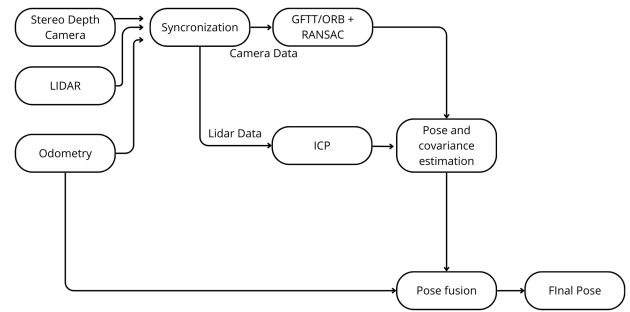 Stereo Depth
Camera
Syncronization
GFTT/ORB +
RANSAC
Camera Data
LIDAR
Lidar Data
Odometry
ICP
Pose and
covariance
estimation
Pose fusion
FInal Pose